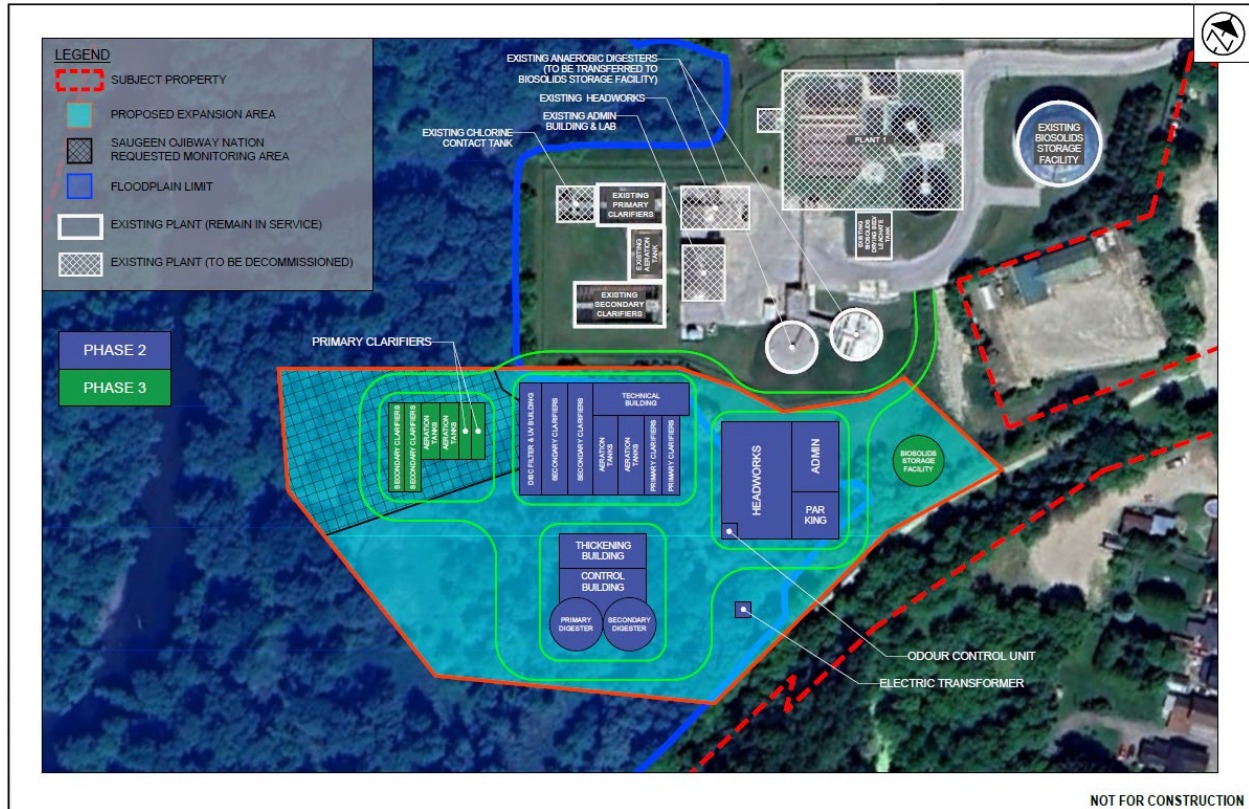 LEGEND
SUBJECT PROPERTY
PROPOSED EXPANSION AREA
SAUGEEN OJIBWAY NATION
REQUESTED MONITORING AREA
FLOODPLAIN LIMIT
EXISTING PLANT (REMAIN IN SERVICE)
EXISTING PLANT (TO BE DECOMMISSIONED)
PHASE 2
PHASE 3
EXISTING ANAEROBIC DIGESTERS
(TO BE TRANSFERRED TO
BIOSOLIDS STORAGE FACILITY)
EXISTING HEADWORKS
EXISTING ADMIN
BUILDING & LAB
EXISTING CHLORINE
CONTACT TANK
PLANT 1
EXISTING
BIOSOLIDS
STORAGE
FACILITY
EXISTING
PRIMARY
CLARIFIERS
EXISTING
AERATION
TANK
EXISTING
SECONDARY
CLARIFIERS
EXISTING
BIOSOLIDS
DRYING BED/
LEACHATE
TANK
PRIMARY CLARIFIERS
SECONDARY CLARIFIERS
SECONDARY CLARIFIERS
AERATION
TANKS
AERATION
TANKS
DISC FILTER & UV BUILDING
SECONDARY CLARIFIERS
SECONDARY CLARIFIERS
TECHNICAL
BUILDING
AERATION
TANKS
AERATION
TANKS
PRIMARY CLARIFIERS
PRIMARY CLARIFIERS
HEADWORKS
ADMIN
PAR
KING
BIOSOLIDS
STORAGE
FACILITY
THICKENING
BUILDING
CONTROL
BUILDING
PRIMARY
DIGESTER
SECONDARY
DIGESTER
ODOUR CONTROL UNIT
ELECTRIC TRANSFORMER
NOT FOR CONSTRUCTION